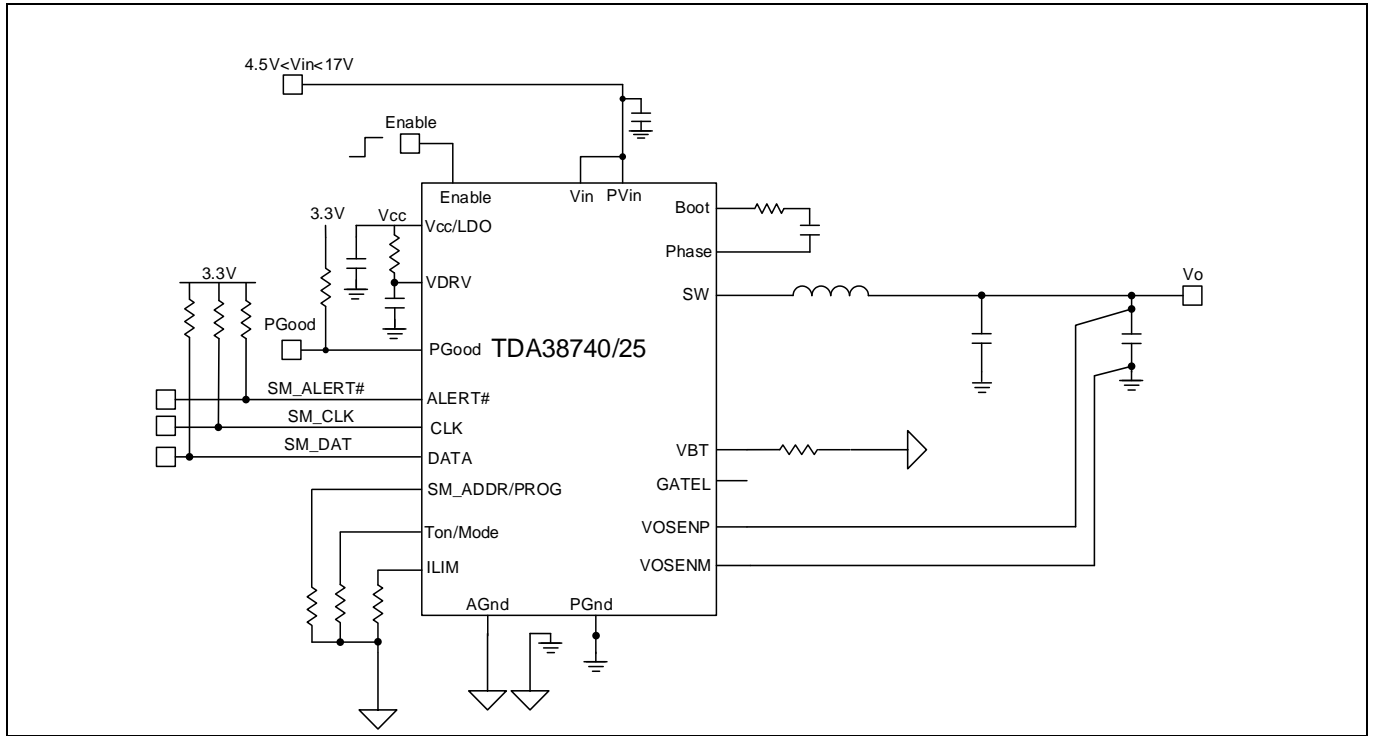 4.5V<Vin<17V
Enable
Enable
Vin
PVin
3.3V
Vcc
Vcc/LDO
Boot
Phase
3.3V
VDRV
SW
Vo
PGood
PGood
TDA38740/25
SM_ALERT#
ALERT#
SM_CLK
CLK
SM_DAT
DATA
VBT
SM_ADDR/PROG
GATEL
Ton/Mode
VOSENP
ILIM
VOSENM
AGnd
PGnd